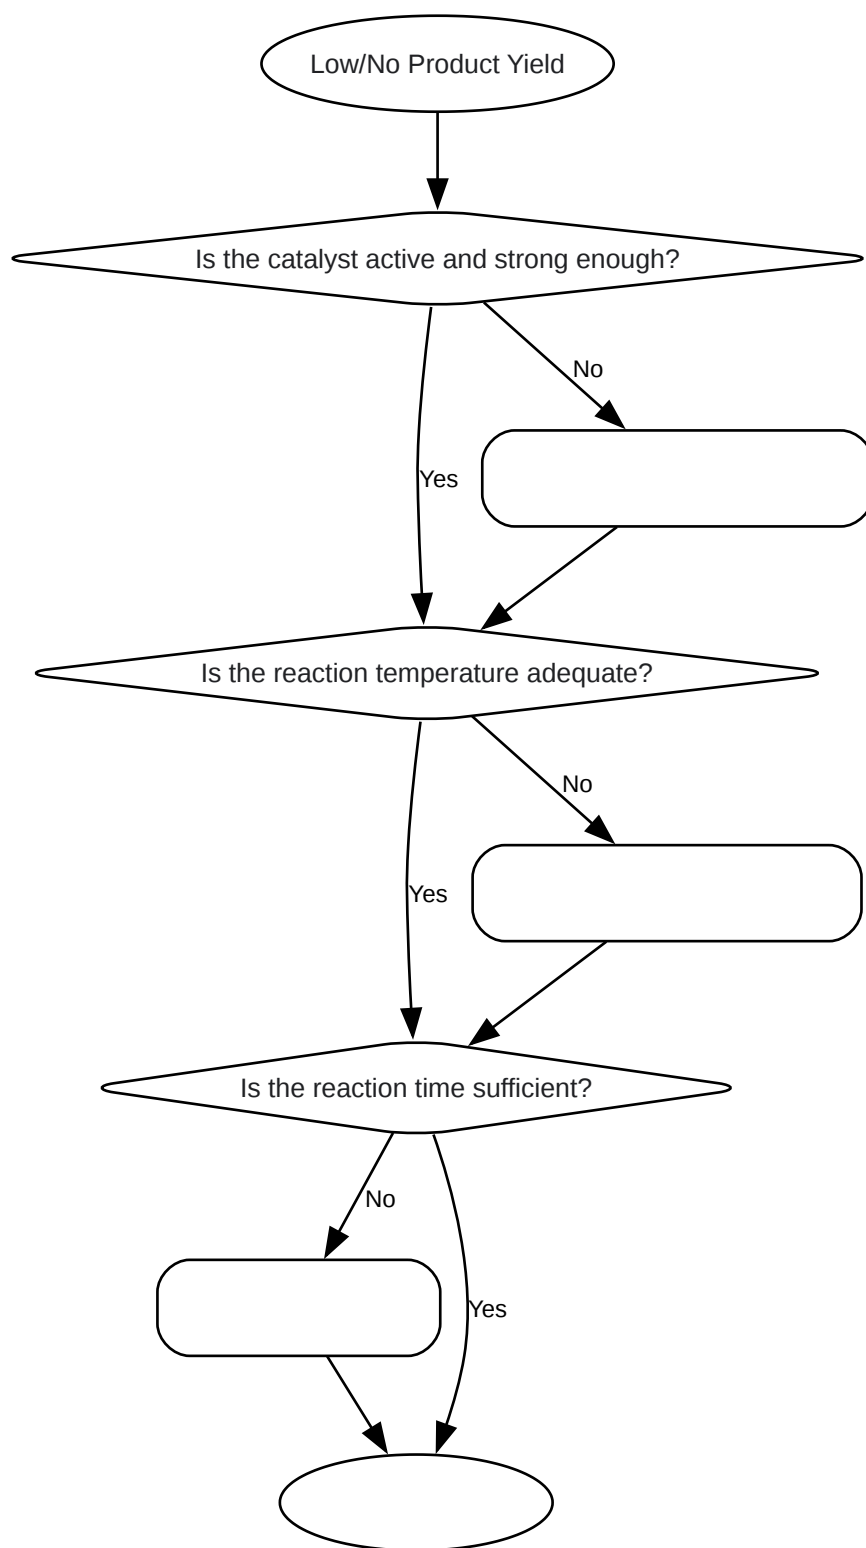 Low/No Product Yield
Is the catalyst active and strong enough?
No
Yes
Is the reaction temperature adequate?
No
Yes
Is the reaction time sufficient?
No
Yes